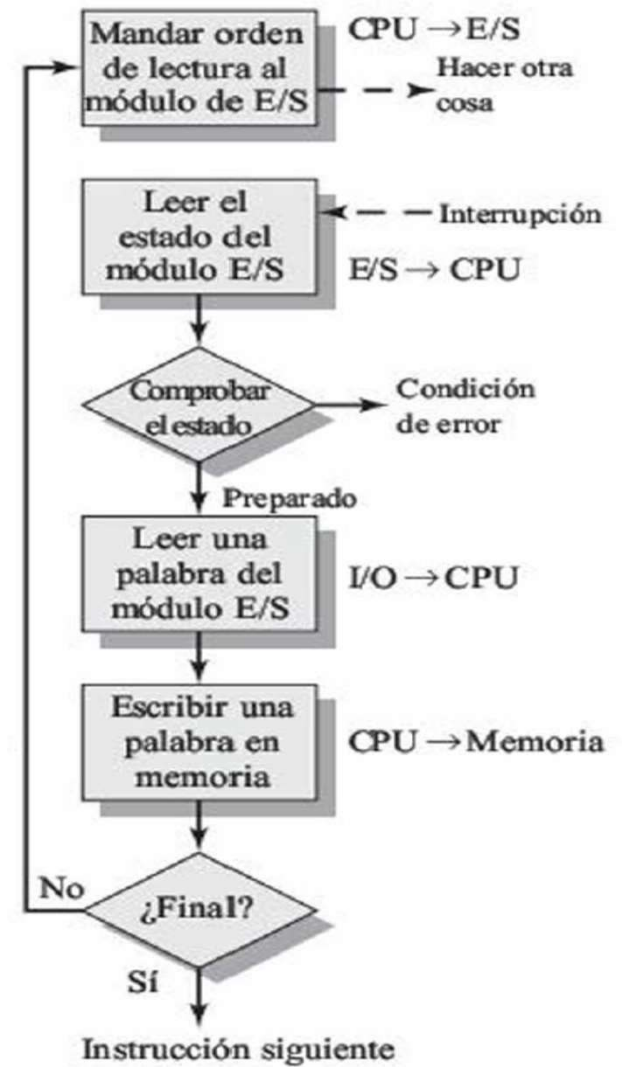 Mandar orden
de lectura al
módulo de E/S
CPU → E/S
Hacer otra
cosa
Leer el
estado del
módulo E/S
Interrupción
E/S → CPU
Comprobar
el estado
Condición
de error
Preparado
Leer una
palabra del
módulo E/S
I/O → CPU
Escribir una
palabra en
memoria
CPU → Memoria
No
¿Final?
Sí
Instrucción siguiente